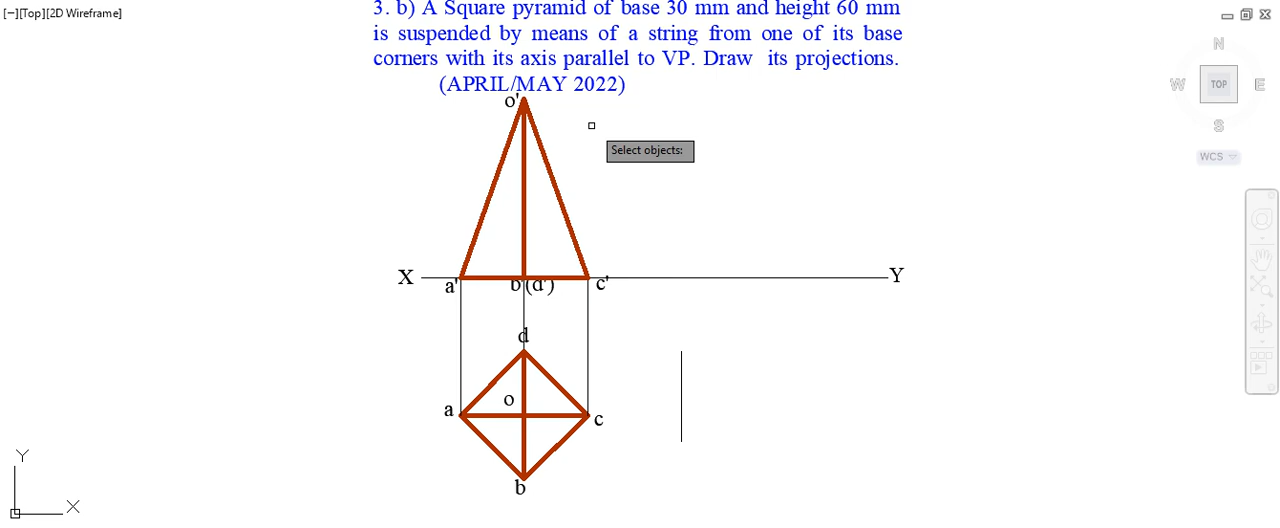 [−][Top][2D Wireframe]
3. b) A Square pyramid of base 30 mm and height 60 mm
is suspended by means of a string from one of its base
corners with its axis parallel to VP. Draw its projections.
(APRIL/MAY 2022)
N
W TOP E
S
WCS
o'
Select objects:
X Y
a' b'(d') c'
d
a o c
b
Y
X